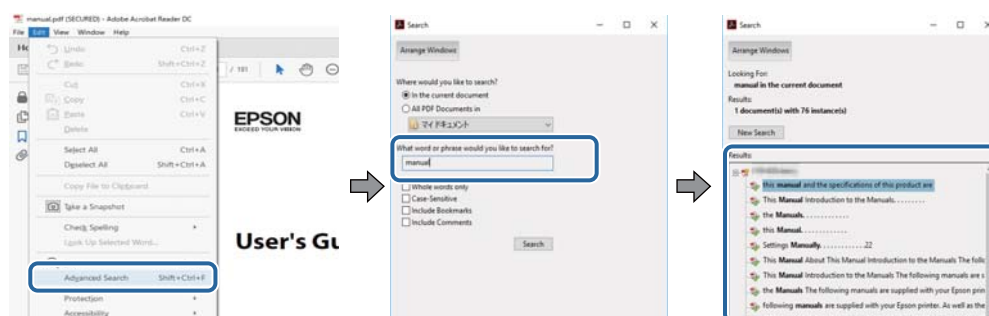 manual.pdf (SECURED) - Adobe Acrobat Reader DC
File Edit View Window Help
Undo Ctrl+Z
Redo Shift+Ctrl+Z
Cut Ctrl+X
Copy Ctrl+C
Paste Ctrl+V
Delete
Select All Ctrl+A
Deselect All Shift+Ctrl+A
Copy File to Clipboard
Take a Snapshot
Check Spelling
Look Up Selected Word...
Advanced Search Shift+Ctrl+F
Protection
Accessibility
/ 191
EPSON
EXCEED YOUR VISION
User's Gu
Search
Arrange Windows
Where would you like to search?
In the current document
All PDF Documents in
マイドキュメント
What word or phrase would you like to search for?
manual
Whole words only
Case-Sensitive
Include Bookmarks
Include Comments
Search
Search
Arrange Windows
Looking For:
manual in the current document
Results:
1 document(s) with 76 instance(s)
New Search
Results:
this manual and the specifications of this product are
This Manual Introduction to the Manuals. . . . . . . .
the Manuals. . . . . . . . . . . . .
this Manual. . . . . . . . . . . . .
Settings Manually. . . . . . . . . . . . .22
This Manual About This Manual Introduction to the Manuals The follo
This Manual Introduction to the Manuals The following manuals are s
the Manuals The following manuals are supplied with your Epson prin
following manuals are supplied with your Epson printer. As well as the